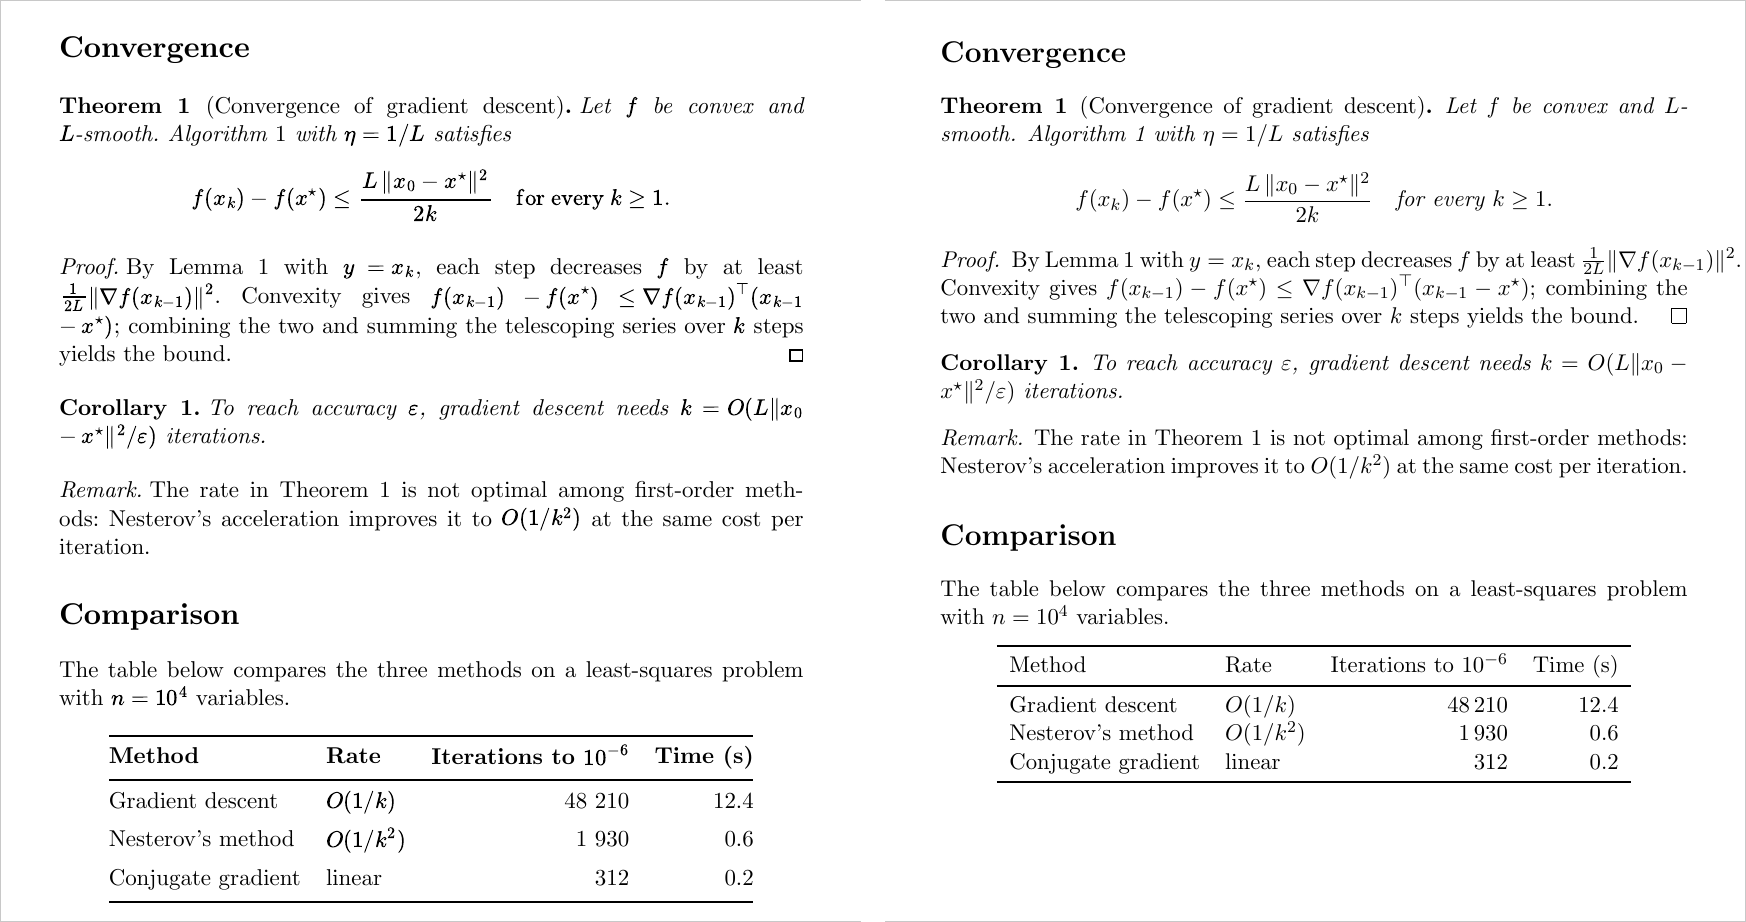 Convergence
Theorem 1 (Convergence of gradient descent). Let f be convex and
L-smooth. Algorithm 1 with η = 1/L satisfies
f(x_k) − f(x^⋆) ≤ L ‖x_0 − x^⋆‖^2 / 2k for every k ≥ 1.
Proof. By Lemma 1 with y = x_k, each step decreases f by at least
1/2L ‖∇f(x_{k−1})‖^2. Convexity gives f(x_{k−1}) − f(x^⋆) ≤ ∇f(x_{k−1})^⊤(x_{k−1}
− x^⋆); combining the two and summing the telescoping series over k steps
yields the bound. □
Corollary 1. To reach accuracy ε, gradient descent needs k = O(L‖x_0
− x^⋆‖^2/ε) iterations.
Remark. The rate in Theorem 1 is not optimal among first-order meth-
ods: Nesterov's acceleration improves it to O(1/k^2) at the same cost per
iteration.
Comparison
The table below compares the three methods on a least-squares problem
with n = 10^4 variables.
Method Rate Iterations to 10^{−6} Time (s)
Gradient descent O(1/k) 48 210 12.4
Nesterov's method O(1/k^2) 1 930 0.6
Conjugate gradient linear 312 0.2
Convergence
Theorem 1 (Convergence of gradient descent). Let f be convex and L-
smooth. Algorithm 1 with η = 1/L satisfies
f(x_k) − f(x^⋆) ≤ L ‖x_0 − x^⋆‖^2 / 2k for every k ≥ 1.
Proof. By Lemma 1 with y = x_k, each step decreases f by at least 1/2L ‖∇f(x_{k−1})‖^2.
Convexity gives f(x_{k−1}) − f(x^⋆) ≤ ∇f(x_{k−1})^⊤(x_{k−1} − x^⋆); combining the
two and summing the telescoping series over k steps yields the bound. □
Corollary 1. To reach accuracy ε, gradient descent needs k = O(L‖x_0 −
x^⋆‖^2/ε) iterations.
Remark. The rate in Theorem 1 is not optimal among first-order methods:
Nesterov's acceleration improves it to O(1/k^2) at the same cost per iteration.
Comparison
The table below compares the three methods on a least-squares problem
with n = 10^4 variables.
Method Rate Iterations to 10^{−6} Time (s)
Gradient descent O(1/k) 48 210 12.4
Nesterov's method O(1/k^2) 1 930 0.6
Conjugate gradient linear 312 0.2